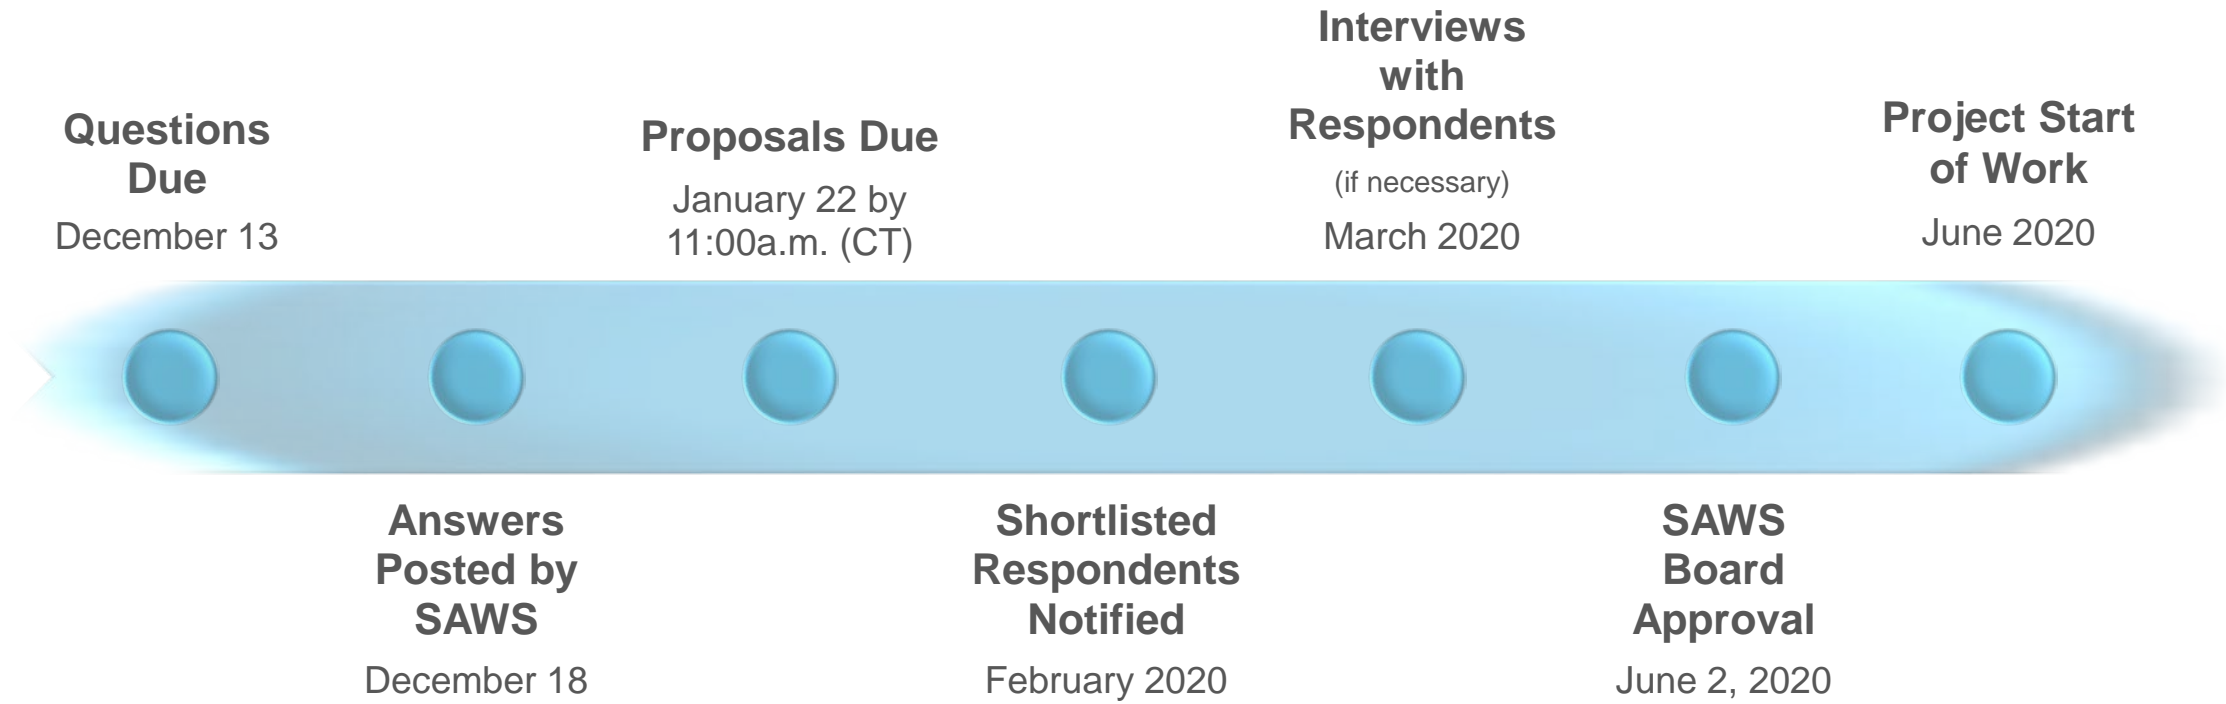 Questions
Due
December 13
Answers
Posted by
SAWS
December 18
Proposals Due
January 22 by
11:00a.m. (CT)
Shortlisted
Respondents
Notified
February 2020
Interviews
with
Respondents
(if necessary)
March 2020
SAWS
Board
Approval
June 2, 2020
Project Start
of Work
June 2020